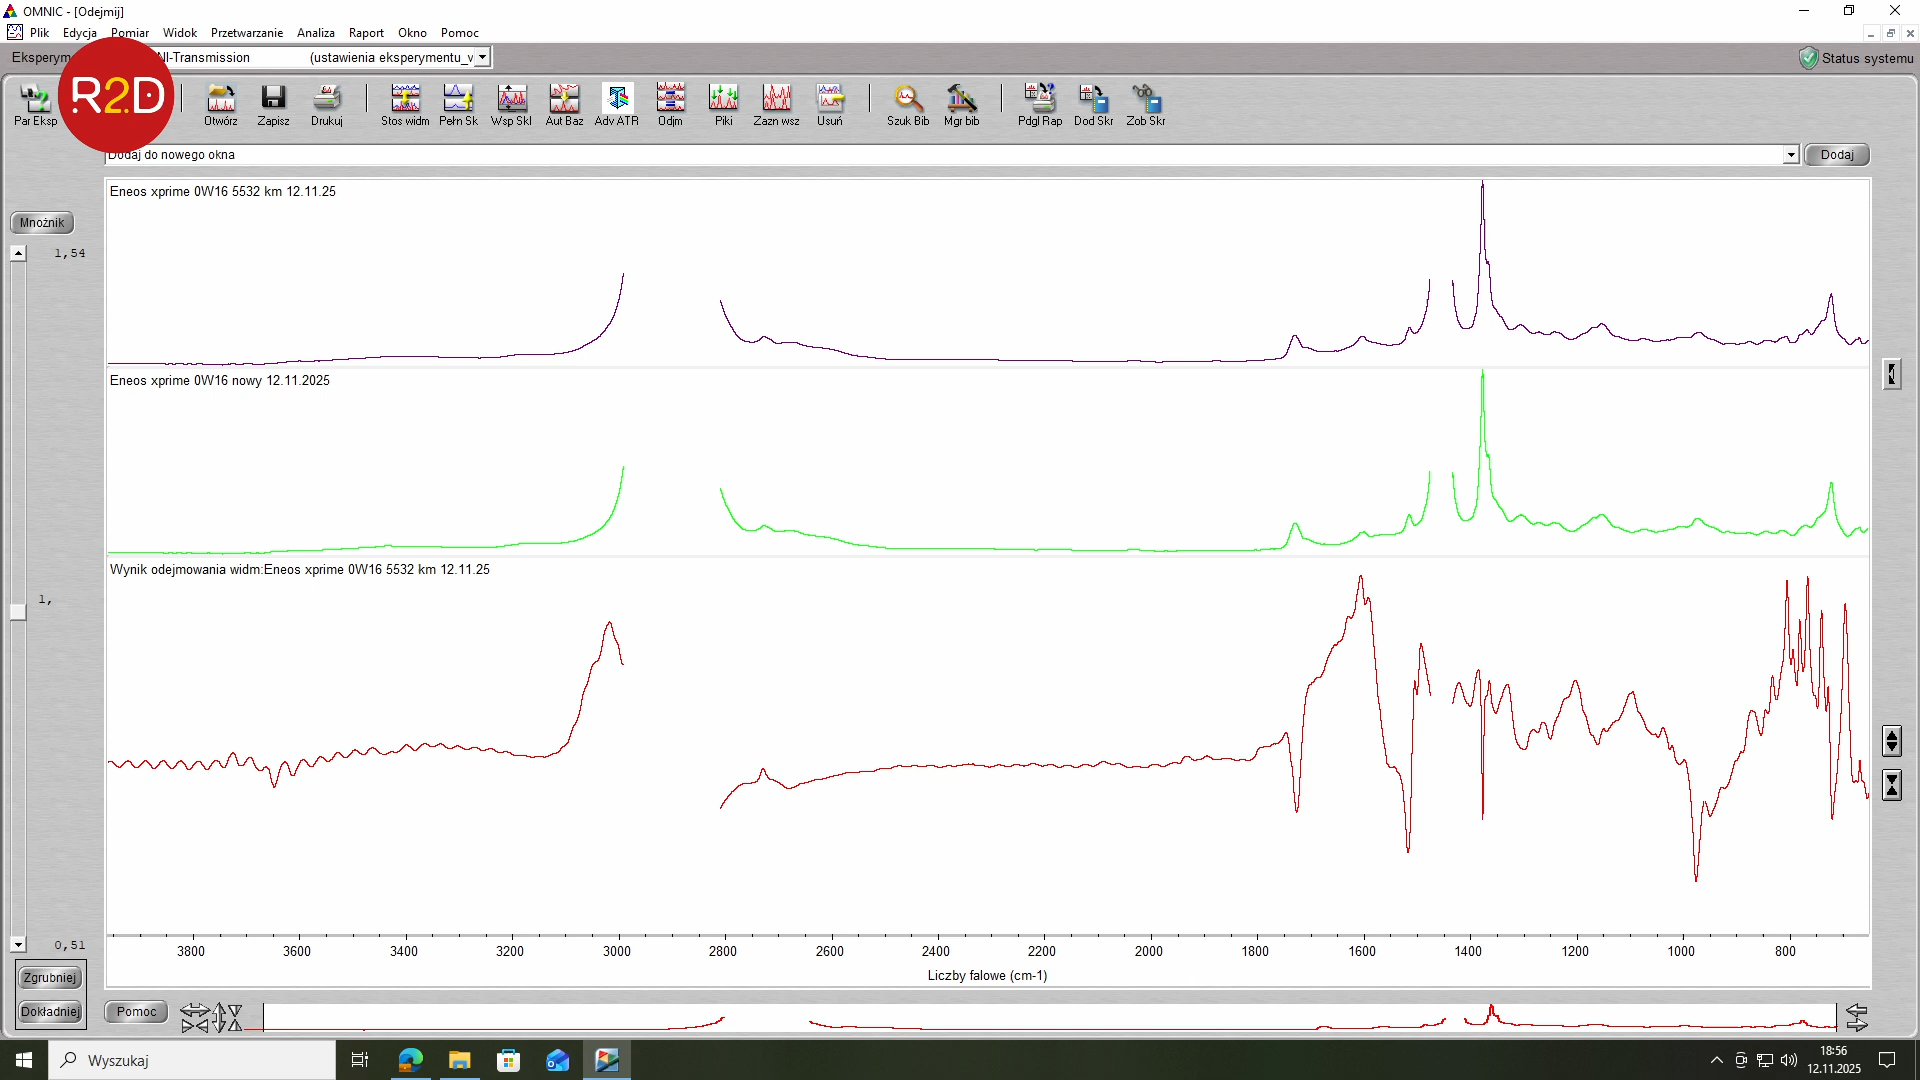 OMNIC - [Odejmij]
Plik Edycja Pomiar Widok Przetwarzanie Analiza Raport Okno Pomoc
Eksperym NI-Transmission (ustawienia eksperymentu_v
Status systemu
R2D
Par Eksp Otwórz Zapisz Drukuj Stos widm Pełn Sk Wsp Skl Aut Baz Adv ATR Odjm Piki Zazn wsz Usuń Szuk Bib Mgr bib Pdgl Rap Dod Skr Zob Skr
Dodaj do nowego okna Dodaj
Eneos xprime 0W16 5532 km 12.11.25
Mnożnik
1,54
Eneos xprime 0W16 nowy 12.11.2025
Wynik odejmowania widm:Eneos xprime 0W16 5532 km 12.11.25
1,
0,51
3800 3600 3400 3200 3000 2800 2600 2400 2200 2000 1800 1600 1400 1200 1000 800
Liczby falowe (cm-1)
Zgrubniej
Dokładniej
Pomoc
Wyszukaj
18:56
12.11.2025